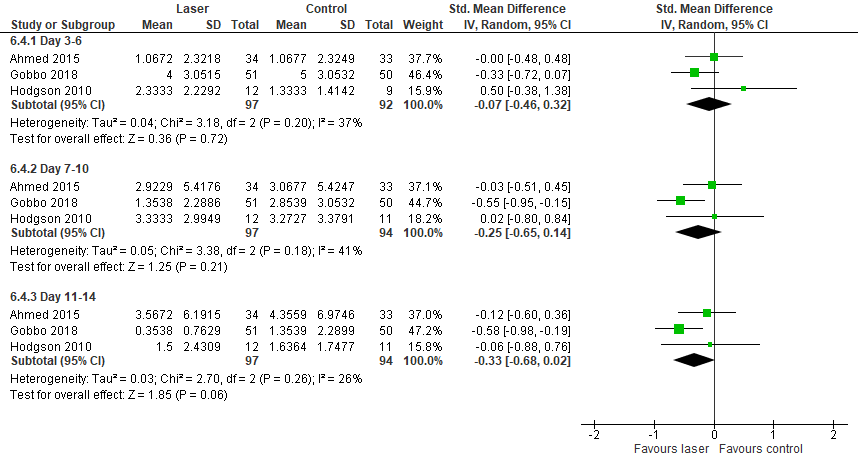 Laser Control Std. Mean Difference Std. Mean Difference
Study or Subgroup Mean SD Total Mean SD Total Weight IV, Random, 95% CI IV, Random, 95% CI
6.4.1 Day 3-6
Ahmed 2015 1.0672 2.3218 34 1.0677 2.3249 33 37.7% -0.00 [-0.48, 0.48]
Gobbo 2018 4 3.0515 51 5 3.0532 50 46.4% -0.33 [-0.72, 0.07]
Hodgson 2010 2.3333 2.2292 12 1.3333 1.4142 9 15.9% 0.50 [-0.38, 1.38]
Subtotal (95% CI) 97 92 100.0% -0.07 [-0.46, 0.32]
Heterogeneity: Tau² = 0.04; Chi² = 3.18, df = 2 (P = 0.20); I² = 37%
Test for overall effect: Z = 0.36 (P = 0.72)
6.4.2 Day 7-10
Ahmed 2015 2.9229 5.4176 34 3.0677 5.4247 33 37.1% -0.03 [-0.51, 0.45]
Gobbo 2018 1.3538 2.2886 51 2.8539 3.0532 50 44.7% -0.55 [-0.95, -0.15]
Hodgson 2010 3.3333 2.9949 12 3.2727 3.3791 11 18.2% 0.02 [-0.80, 0.84]
Subtotal (95% CI) 97 94 100.0% -0.25 [-0.65, 0.14]
Heterogeneity: Tau² = 0.05; Chi² = 3.38, df = 2 (P = 0.18); I² = 41%
Test for overall effect: Z = 1.25 (P = 0.21)
6.4.3 Day 11-14
Ahmed 2015 3.5672 6.1915 34 4.3559 6.9746 33 37.0% -0.12 [-0.60, 0.36]
Gobbo 2018 0.3538 0.7629 51 1.3539 2.2899 50 47.2% -0.58 [-0.98, -0.19]
Hodgson 2010 1.5 2.4309 12 1.6364 1.7477 11 15.8% -0.06 [-0.88, 0.76]
Subtotal (95% CI) 97 94 100.0% -0.33 [-0.68, 0.02]
Heterogeneity: Tau² = 0.03; Chi² = 2.70, df = 2 (P = 0.26); I² = 26%
Test for overall effect: Z = 1.85 (P = 0.06)
-2 -1 0 1 2
Favours laser Favours control